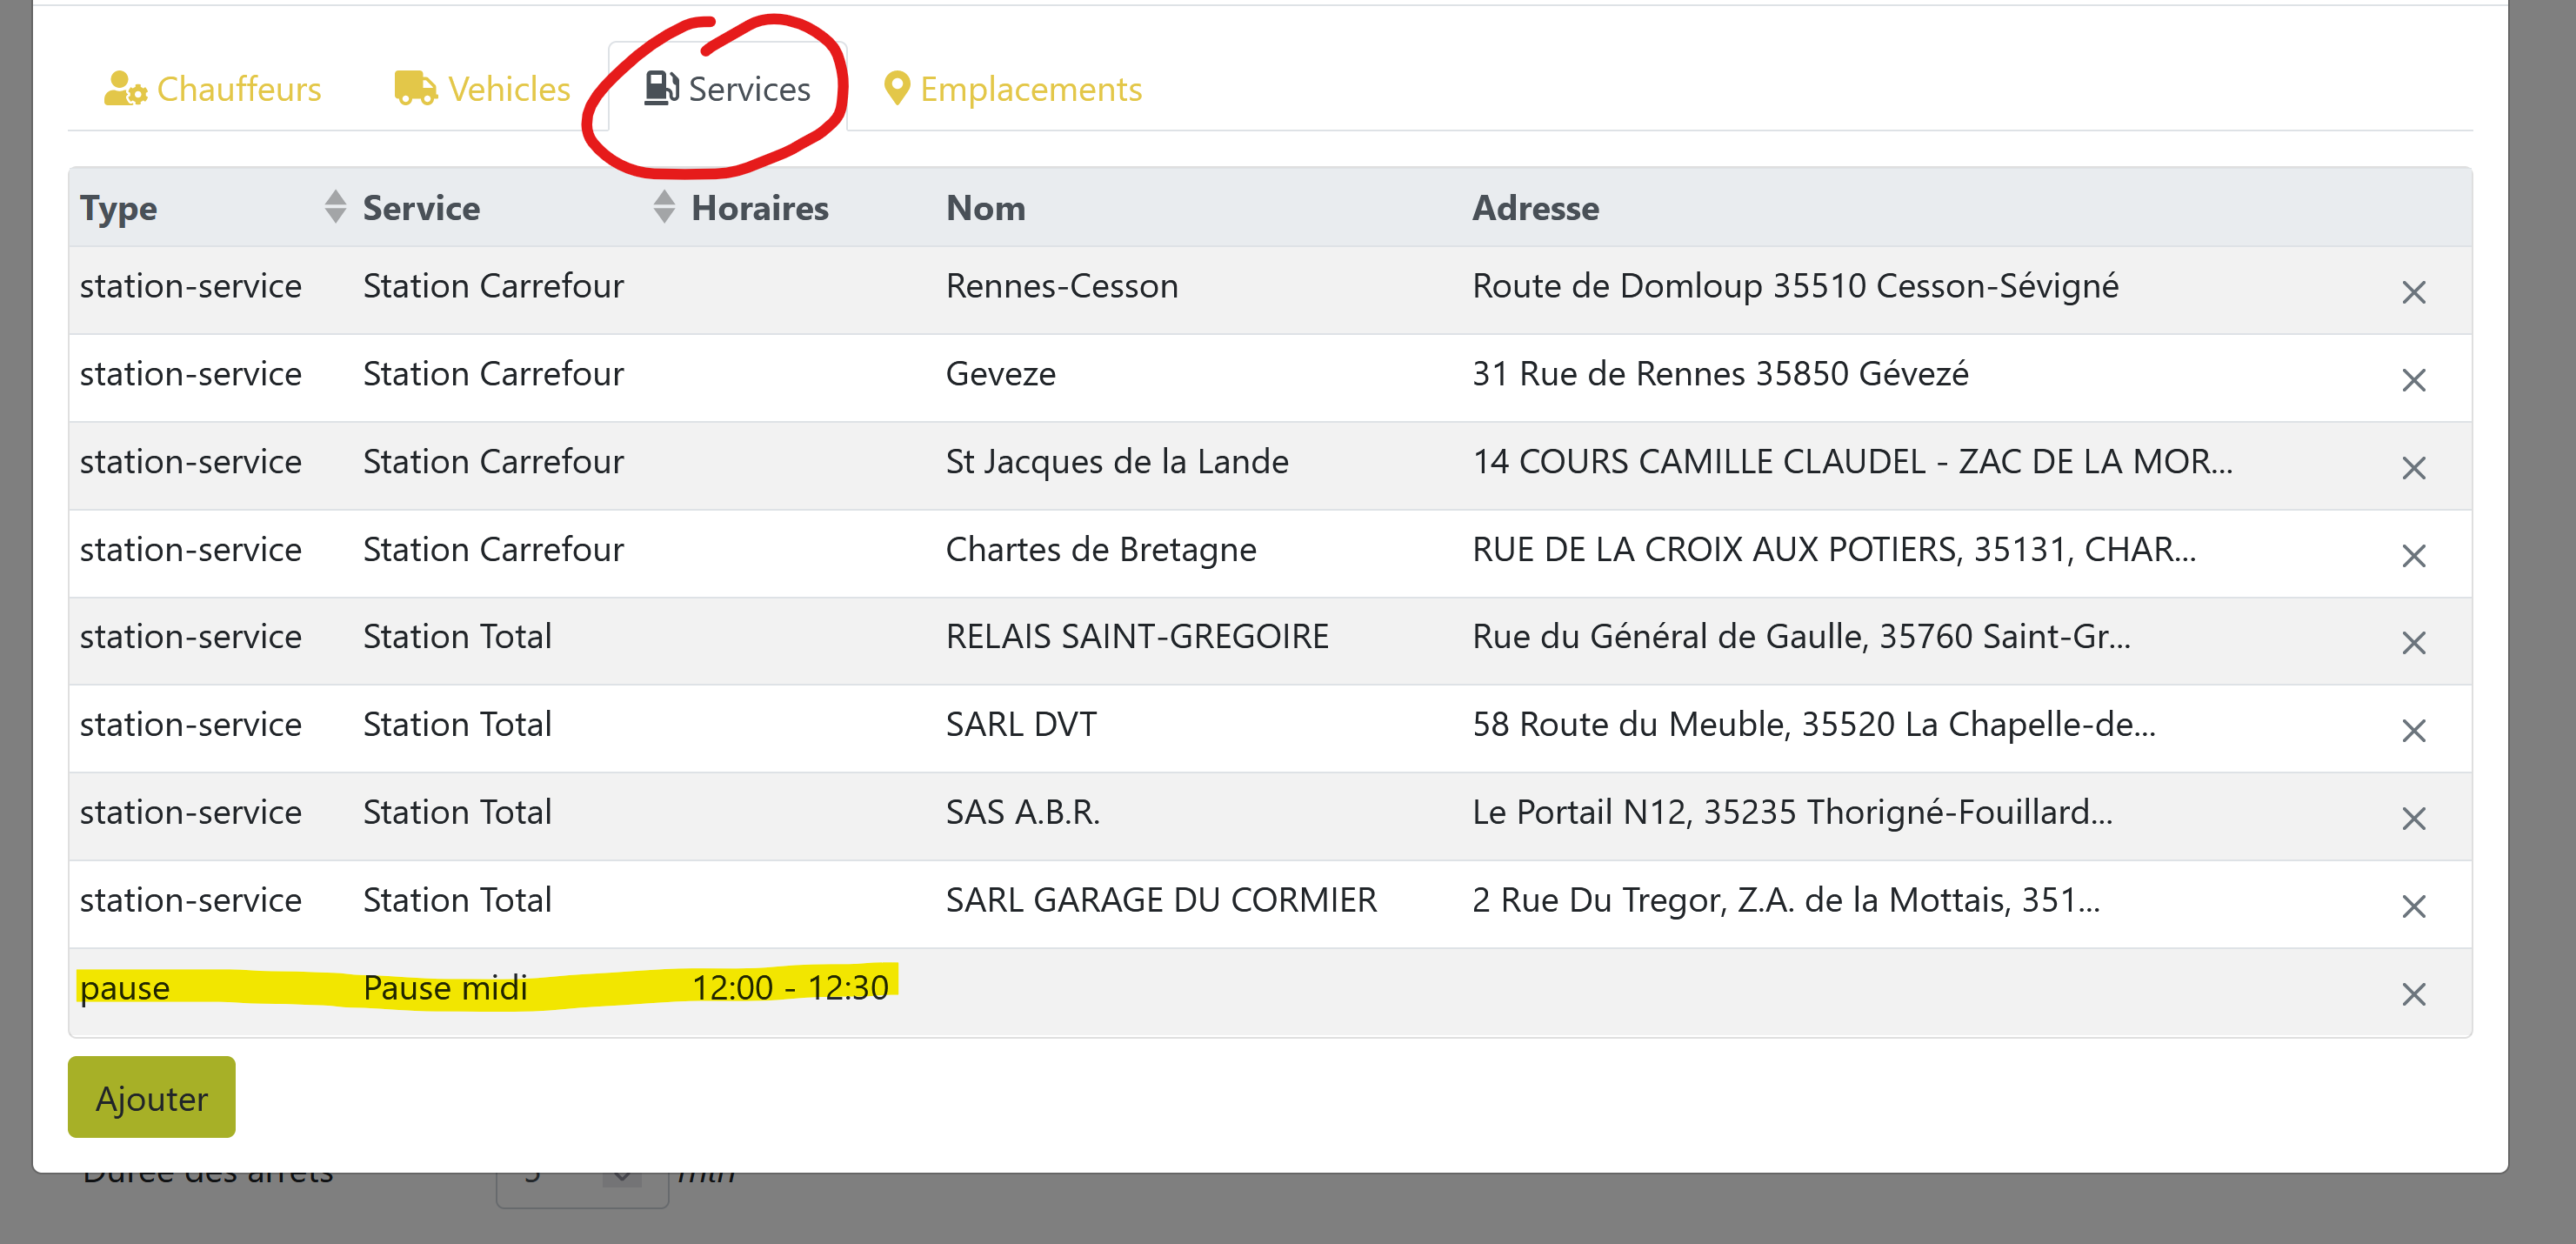 Chauffeurs Vehicles Services Emplacements
Type Service Horaires Nom Adresse
station-service Station Carrefour Rennes-Cesson Route de Domloup 35510 Cesson-Sévigné
station-service Station Carrefour Geveze 31 Rue de Rennes 35850 Gévezé
station-service Station Carrefour St Jacques de la Lande 14 COURS CAMILLE CLAUDEL - ZAC DE LA MOR...
station-service Station Carrefour Chartes de Bretagne RUE DE LA CROIX AUX POTIERS, 35131, CHAR...
station-service Station Total RELAIS SAINT-GREGOIRE Rue du Général de Gaulle, 35760 Saint-Gr...
station-service Station Total SARL DVT 58 Route du Meuble, 35520 La Chapelle-de...
station-service Station Total SAS A.B.R. Le Portail N12, 35235 Thorigné-Fouillard...
station-service Station Total SARL GARAGE DU CORMIER 2 Rue Du Tregor, Z.A. de la Mottais, 351...
pause Pause midi 12:00 - 12:30
Ajouter
Durée des arrêts 5 min